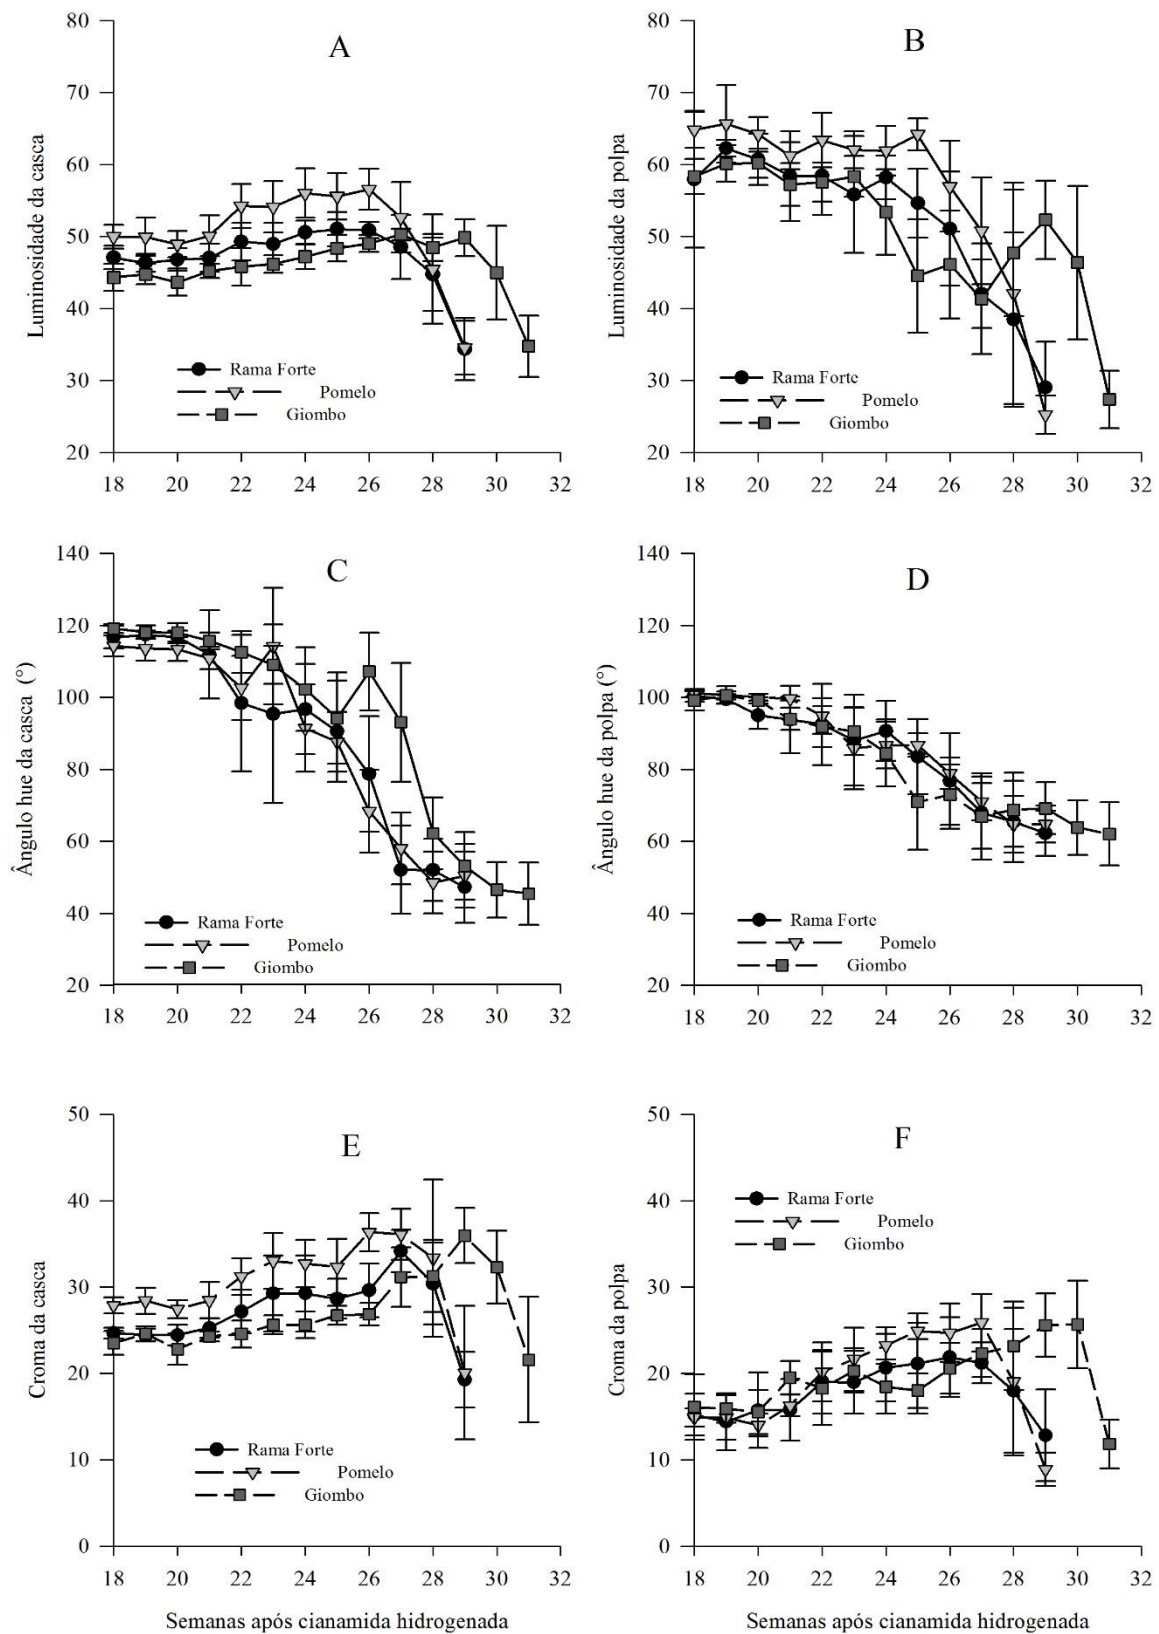 A
Luminosidade da casca
80
70
60
50
40
30
20
Rama Forte
Pomelo
Giombo
18 20 22 24 26 28 30 32
B
Luminosidade da polpa
80
70
60
50
40
30
20
Rama Forte
Pomelo
Giombo
18 20 22 24 26 28 30 32
C
Ângulo hue da casca (°)
140
120
100
80
60
40
20
Rama Forte
Pomelo
Giombo
18 20 22 24 26 28 30 32
D
Ângulo hue da polpa (°)
140
120
100
80
60
40
20
Rama Forte
Pomelo
Giombo
18 20 22 24 26 28 30 32
E
Croma da casca
50
40
30
20
10
0
Rama Forte
Pomelo
Giombo
18 20 22 24 26 28 30 32
Semanas após cianamida hidrogenada
F
Croma da polpa
50
40
30
20
10
0
Rama Forte
Pomelo
Giombo
18 20 22 24 26 28 30 32
Semanas após cianamida hidrogenada